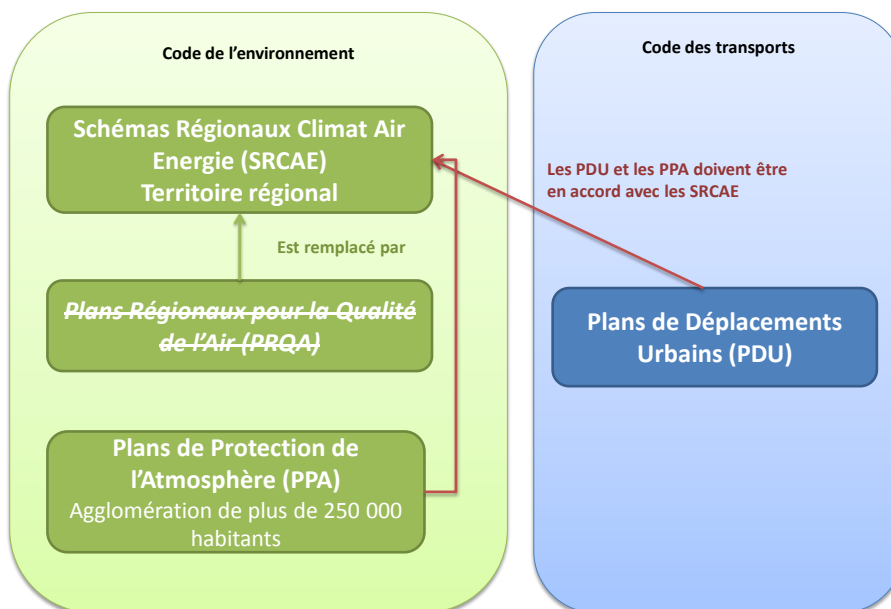 Code de l'environnement
Schémas Régionaux Climat Air
Energie (SRCAE)
Territoire régional
Est remplacé par
Plans Régionaux pour la Qualité
de l'Air (PRQA)
Plans de Protection de
l'Atmosphère (PPA)
Agglomération de plus de 250 000
habitants
Code des transports
Les PDU et les PPA doivent être
en accord avec les SRCAE
Plans de Déplacements
Urbains (PDU)